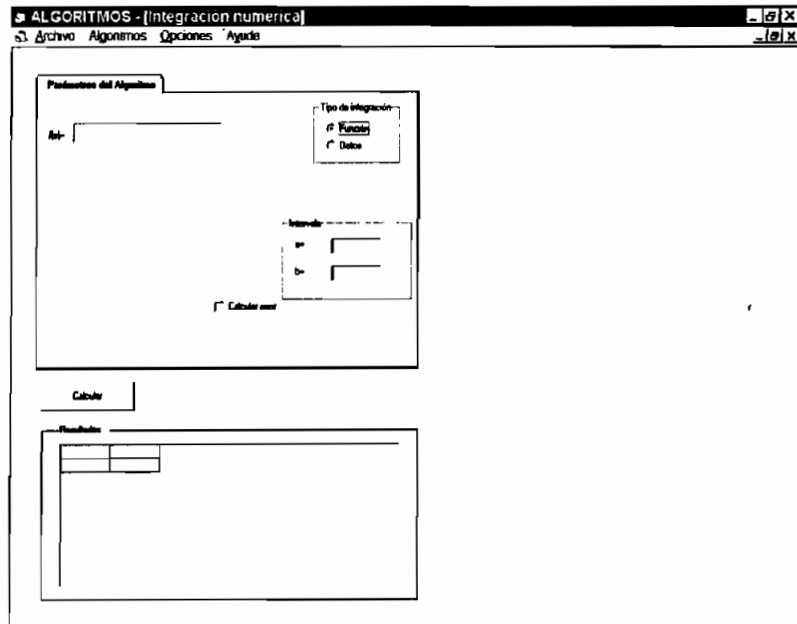 ALGORITMOS - [Integración numerica]
Archivo Algoritmos Opciones Ayuda
Parámetros del Algoritmo
Tipo de integración
f(x)=
Función
Datos
Intervalo
a=
b=
Calcular error
Calcular
Resultados